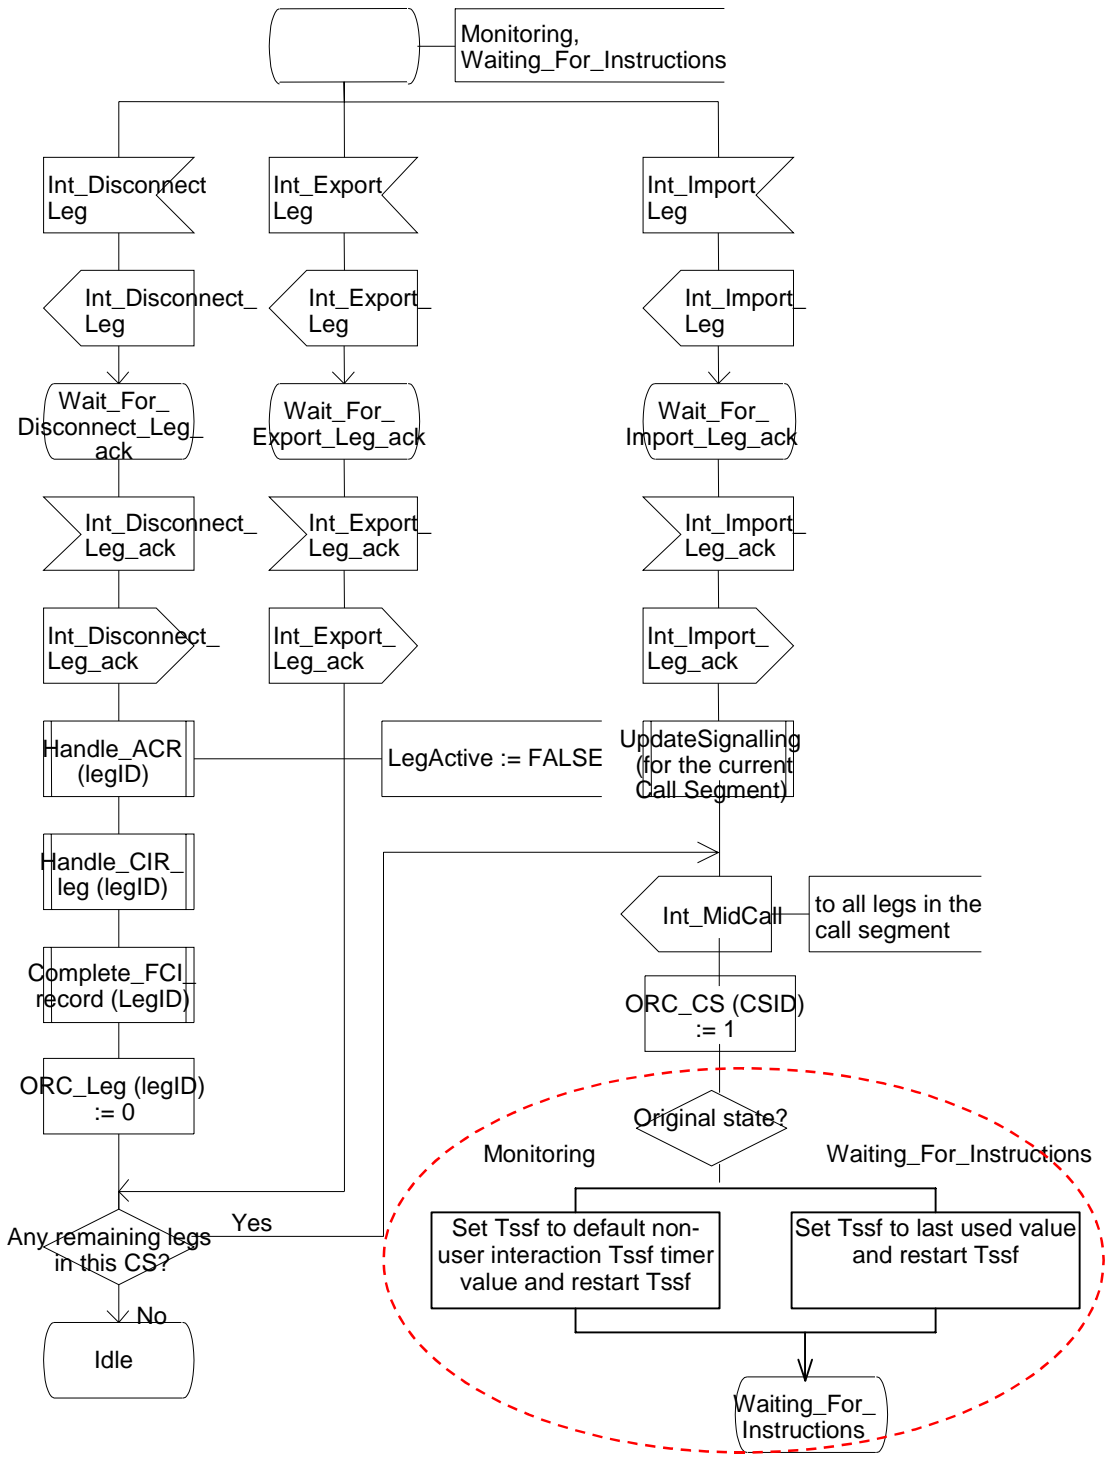 Monitoring,
Waiting_For_Instructions
Int_Disconnect
Leg
Int_Export
Leg
Int_Import
Leg
Int_Disconnect_
Leg
Int_Export_
Leg
Int_Import_
Leg
Wait_For_
Disconnect_Leg_
ack
Wait_For_
Export_Leg_ack
Wait_For_
Import_Leg_ack
Int_Disconnect_
Leg_ack
Int_Export_
Leg_ack
Int_Import_
Leg_ack
Int_Disconnect_
Leg_ack
Int_Export_
Leg_ack
Int_Import_
Leg_ack
Handle_ACR
(legID)
LegActive := FALSE
UpdateSignalling
(for the current
Call Segment)
Handle_CIR_
leg (legID)
Int_MidCall
to all legs in the
call segment
Complete_FCI_
record (LegID)
ORC_CS (CSID)
:= 1
ORC_Leg (legID)
:= 0
Original state?
Monitoring
Waiting_For_Instructions
Any remaining legs
in this CS?
Yes
Set Tssf to default non-
user interaction Tssf timer
value and restart Tssf
Set Tssf to last used value
and restart Tssf
No
Idle
Waiting_For_
Instructions